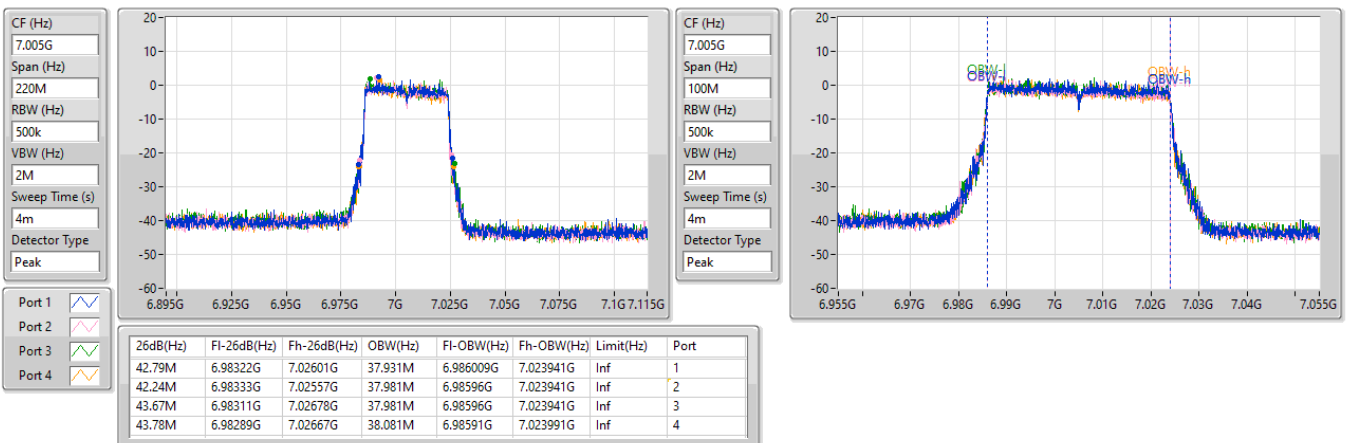 CF (Hz)
7.005G
Span (Hz)
220M
RBW (Hz)
500k
VBW (Hz)
2M
Sweep Time (s)
4m
Detector Type
Peak
20
10
0
-10
-20
-30
-40
-50
-60
6.895G 6.925G 6.95G 6.975G 7G 7.025G 7.05G 7.075G 7.1G 7.115G
CF (Hz)
7.005G
Span (Hz)
100M
RBW (Hz)
500k
VBW (Hz)
2M
Sweep Time (s)
4m
Detector Type
Peak
20
10
0
-10
-20
-30
-40
-50
-60
OBW-l OBW-h
OBW-l OBW-h
6.955G 6.97G 6.98G 6.99G 7G 7.01G 7.02G 7.03G 7.04G 7.055G
Port 1
Port 2
Port 3
Port 4
26dB(Hz) Fl-26dB(Hz) Fh-26dB(Hz) OBW(Hz) Fl-OBW(Hz) Fh-OBW(Hz) Limit(Hz) Port
42.79M 6.98322G 7.02601G 37.931M 6.986009G 7.023941G Inf 1
42.24M 6.98333G 7.02557G 37.981M 6.98596G 7.023941G Inf 2
43.67M 6.98311G 7.02678G 37.981M 6.98596G 7.023941G Inf 3
43.78M 6.98289G 7.02667G 38.081M 6.98591G 7.023991G Inf 4